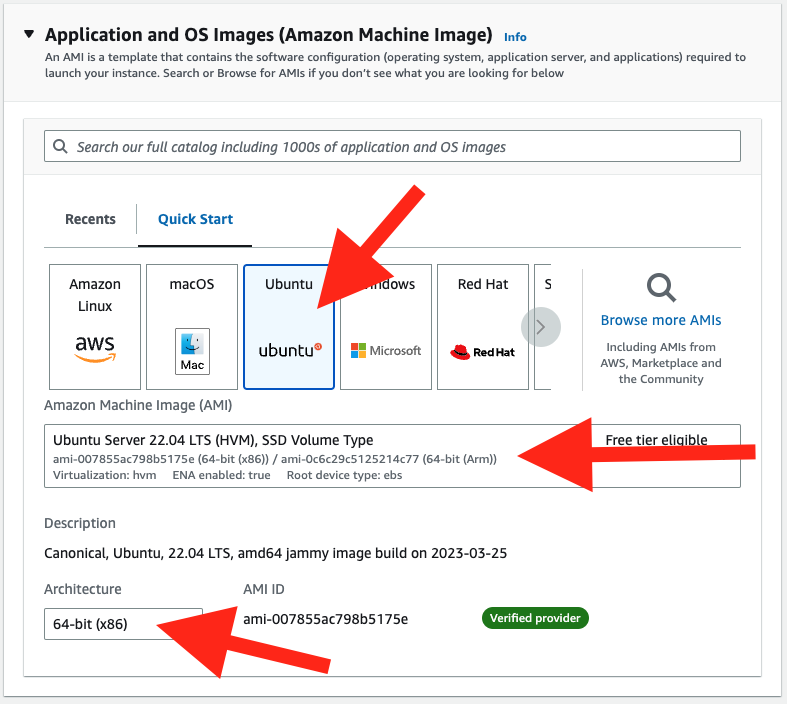 Application and OS Images (Amazon Machine Image) Info
An AMI is a template that contains the software configuration (operating system, application server, and applications) required to
launch your instance. Search or Browse for AMIs if you don't see what you are looking for below
Search our full catalog including 1000s of application and OS images
Recents
Quick Start
Amazon
Linux
aws
macOS
Mac
Ubuntu
ubuntu
ndows
Microsoft
Red Hat
Red Hat
S
Browse more AMIs
Including AMIs from
AWS, Marketplace and
the Community
Amazon Machine Image (AMI)
Ubuntu Server 22.04 LTS (HVM), SSD Volume Type
Free tier eligible
ami-007855ac798b5175e (64-bit (x86)) / ami-0c6c29c5125214c77 (64-bit (Arm))
Virtualization: hvm ENA enabled: true Root device type: ebs
Description
Canonical, Ubuntu, 22.04 LTS, amd64 jammy image build on 2023-03-25
Architecture
AMI ID
64-bit (x86)
ami-007855ac798b5175e
Verified provider